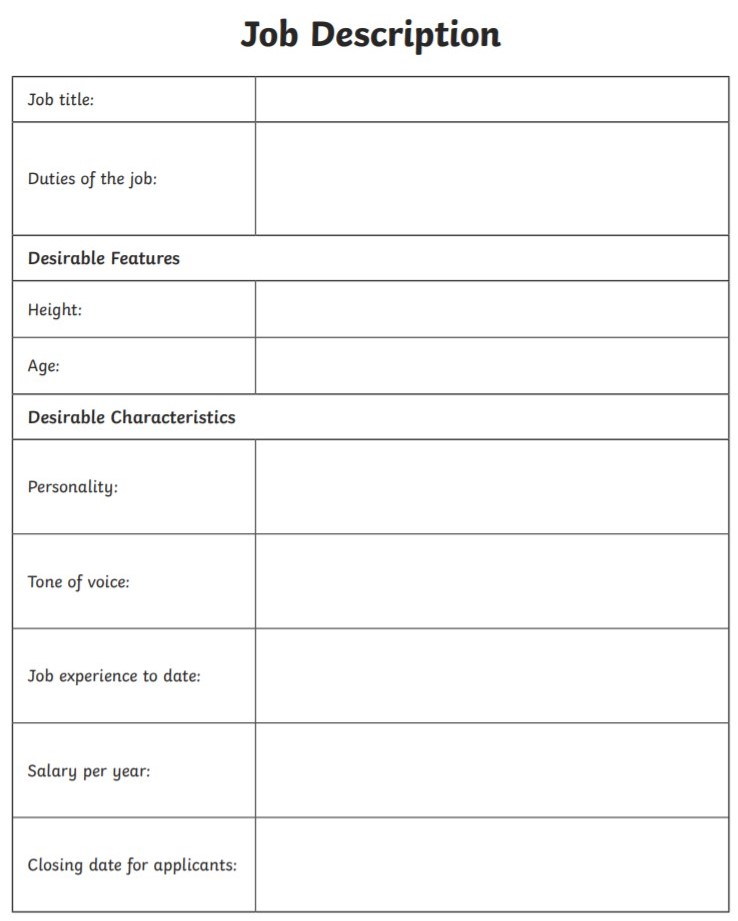 Job Description
Job title:
Duties of the job:
Desirable Features
Height:
Age:
Desirable Characteristics
Personality:
Tone of voice:
Job experience to date:
Salary per year:
Closing date for applicants: